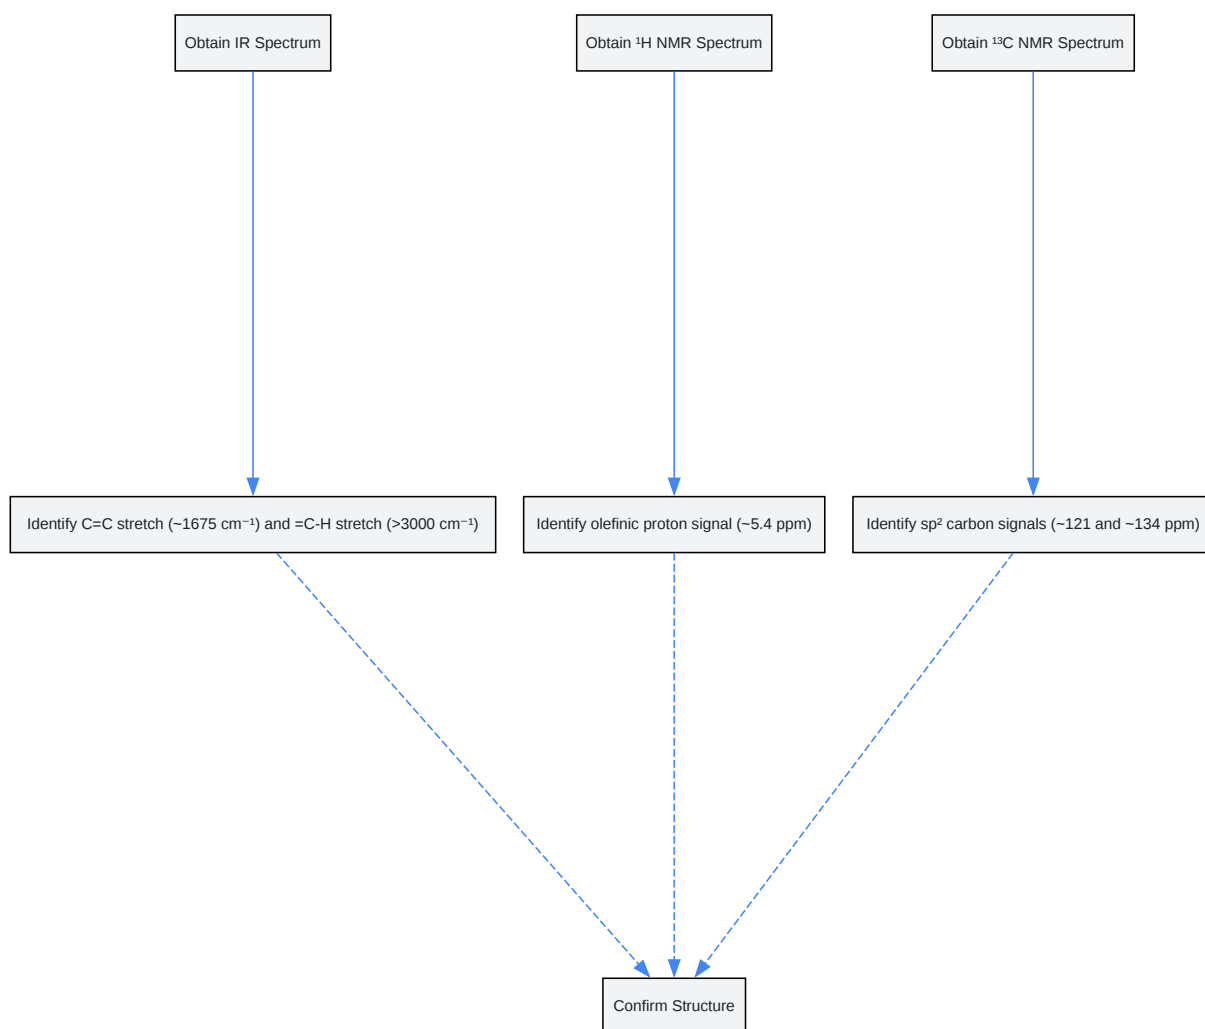 Obtain IR Spectrum
Obtain ¹H NMR Spectrum
Obtain ¹³C NMR Spectrum
Identify C=C stretch (~1675 cm⁻¹) and =C-H stretch (>3000 cm⁻¹)
Identify olefinic proton signal (~5.4 ppm)
Identify sp² carbon signals (~121 and ~134 ppm)
Confirm Structure